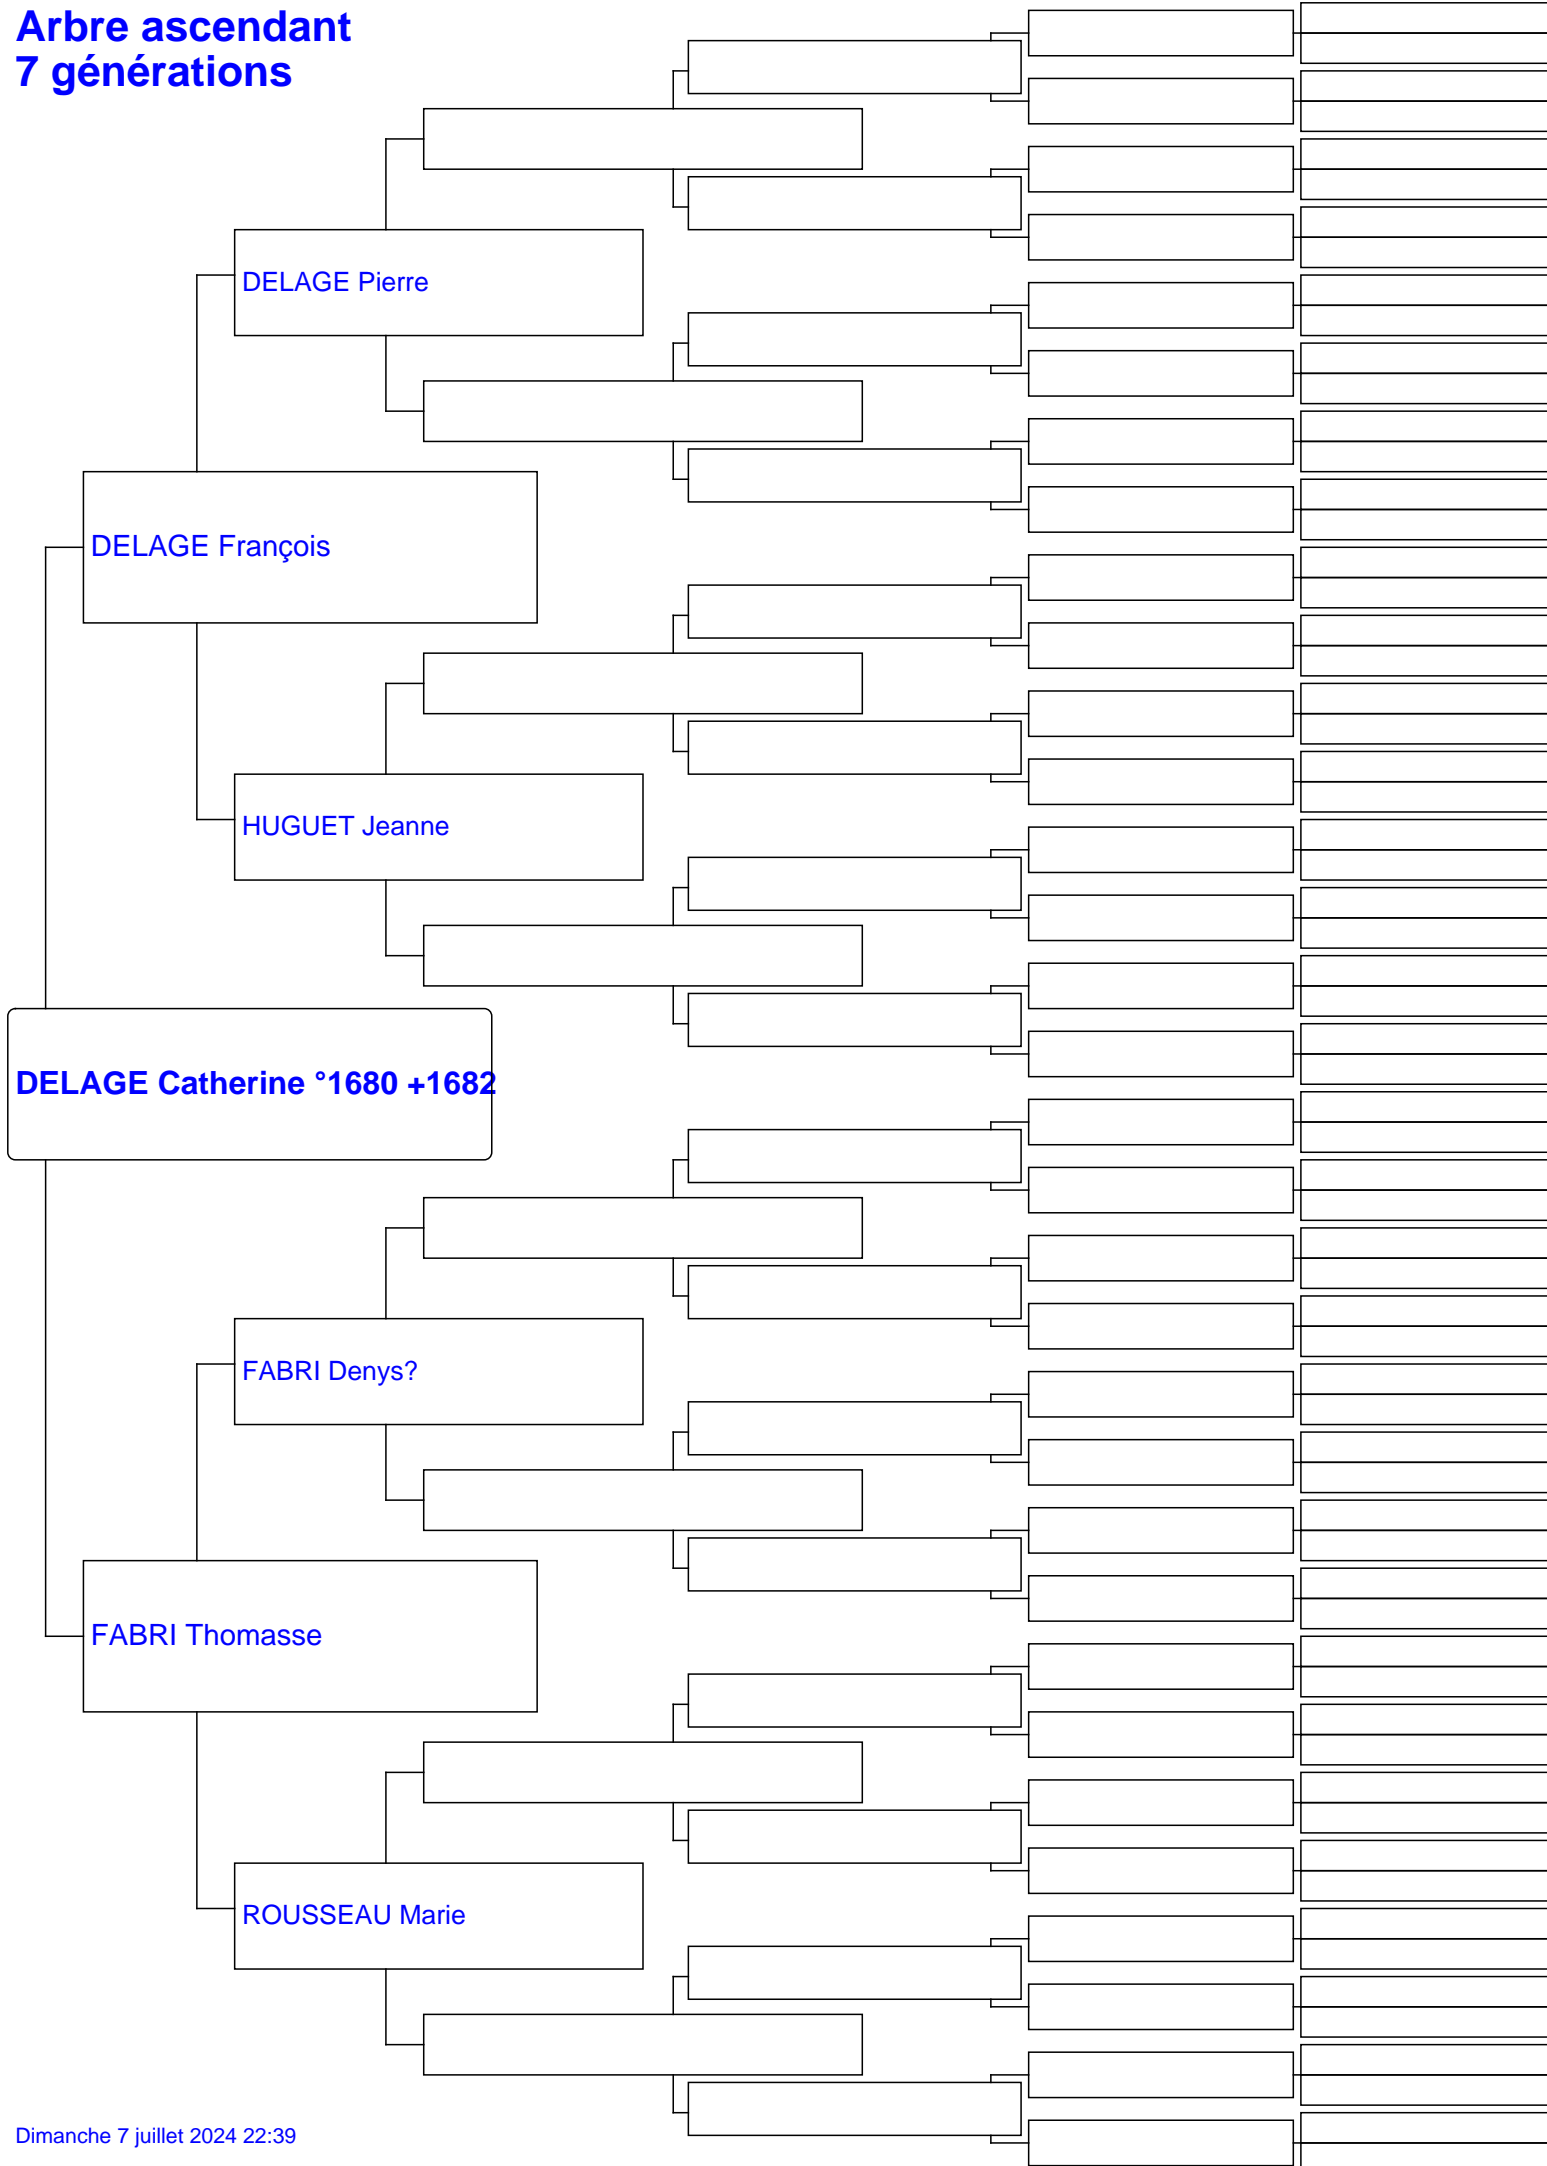 Arbre ascendant
7 générations
DELAGE Pierre
DELAGE François
HUGUET Jeanne
DELAGE Catherine °1680 +1682
FABRI Denys?
FABRI Thomasse
ROUSSEAU Marie
Dimanche 7 juillet 2024 22:39